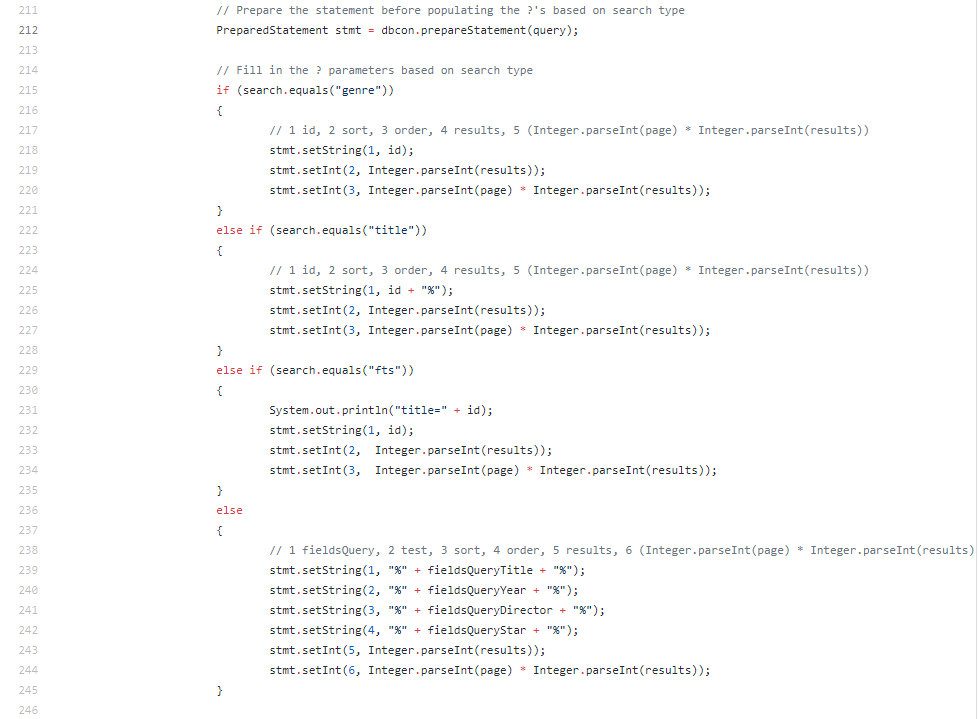 211 // Prepare the statement before populating the ?'s based on search type
212 PreparedStatement stmt = dbcon.prepareStatement(query);
213
214 // Fill in the ? parameters based on search type
215 if (search.equals("genre"))
216 {
217 // 1 id, 2 sort, 3 order, 4 results, 5 (Integer.parseInt(page) * Integer.parseInt(results))
218 stmt.setString(1, id);
219 stmt.setInt(2, Integer.parseInt(results));
220 stmt.setInt(3, Integer.parseInt(page) * Integer.parseInt(results));
221 }
222 else if (search.equals("title"))
223 {
224 // 1 id, 2 sort, 3 order, 4 results, 5 (Integer.parseInt(page) * Integer.parseInt(results))
225 stmt.setString(1, id + "%");
226 stmt.setInt(2, Integer.parseInt(results));
227 stmt.setInt(3, Integer.parseInt(page) * Integer.parseInt(results));
228 }
229 else if (search.equals("fts"))
230 {
231 System.out.println("title=" + id);
232 stmt.setString(1, id);
233 stmt.setInt(2,  Integer.parseInt(results));
234 stmt.setInt(3,  Integer.parseInt(page) * Integer.parseInt(results));
235 }
236 else
237 {
238 // 1 fieldsQuery, 2 test, 3 sort, 4 order, 5 results, 6 (Integer.parseInt(page) * Integer.parseInt(results)
239 stmt.setString(1, "%" + fieldsQueryTitle + "%");
240 stmt.setString(2, "%" + fieldsQueryYear + "%");
241 stmt.setString(3, "%" + fieldsQueryDirector + "%");
242 stmt.setString(4, "%" + fieldsQueryStar + "%");
243 stmt.setInt(5, Integer.parseInt(results));
244 stmt.setInt(6, Integer.parseInt(page) * Integer.parseInt(results));
245 }
246